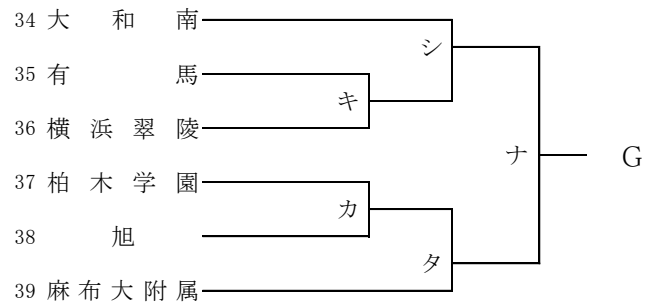 34 大和南
シ
35 有馬
キ
36 横浜翠陵
ナ G
37 柏木学園
カ
38 旭
タ
39 麻布大附属